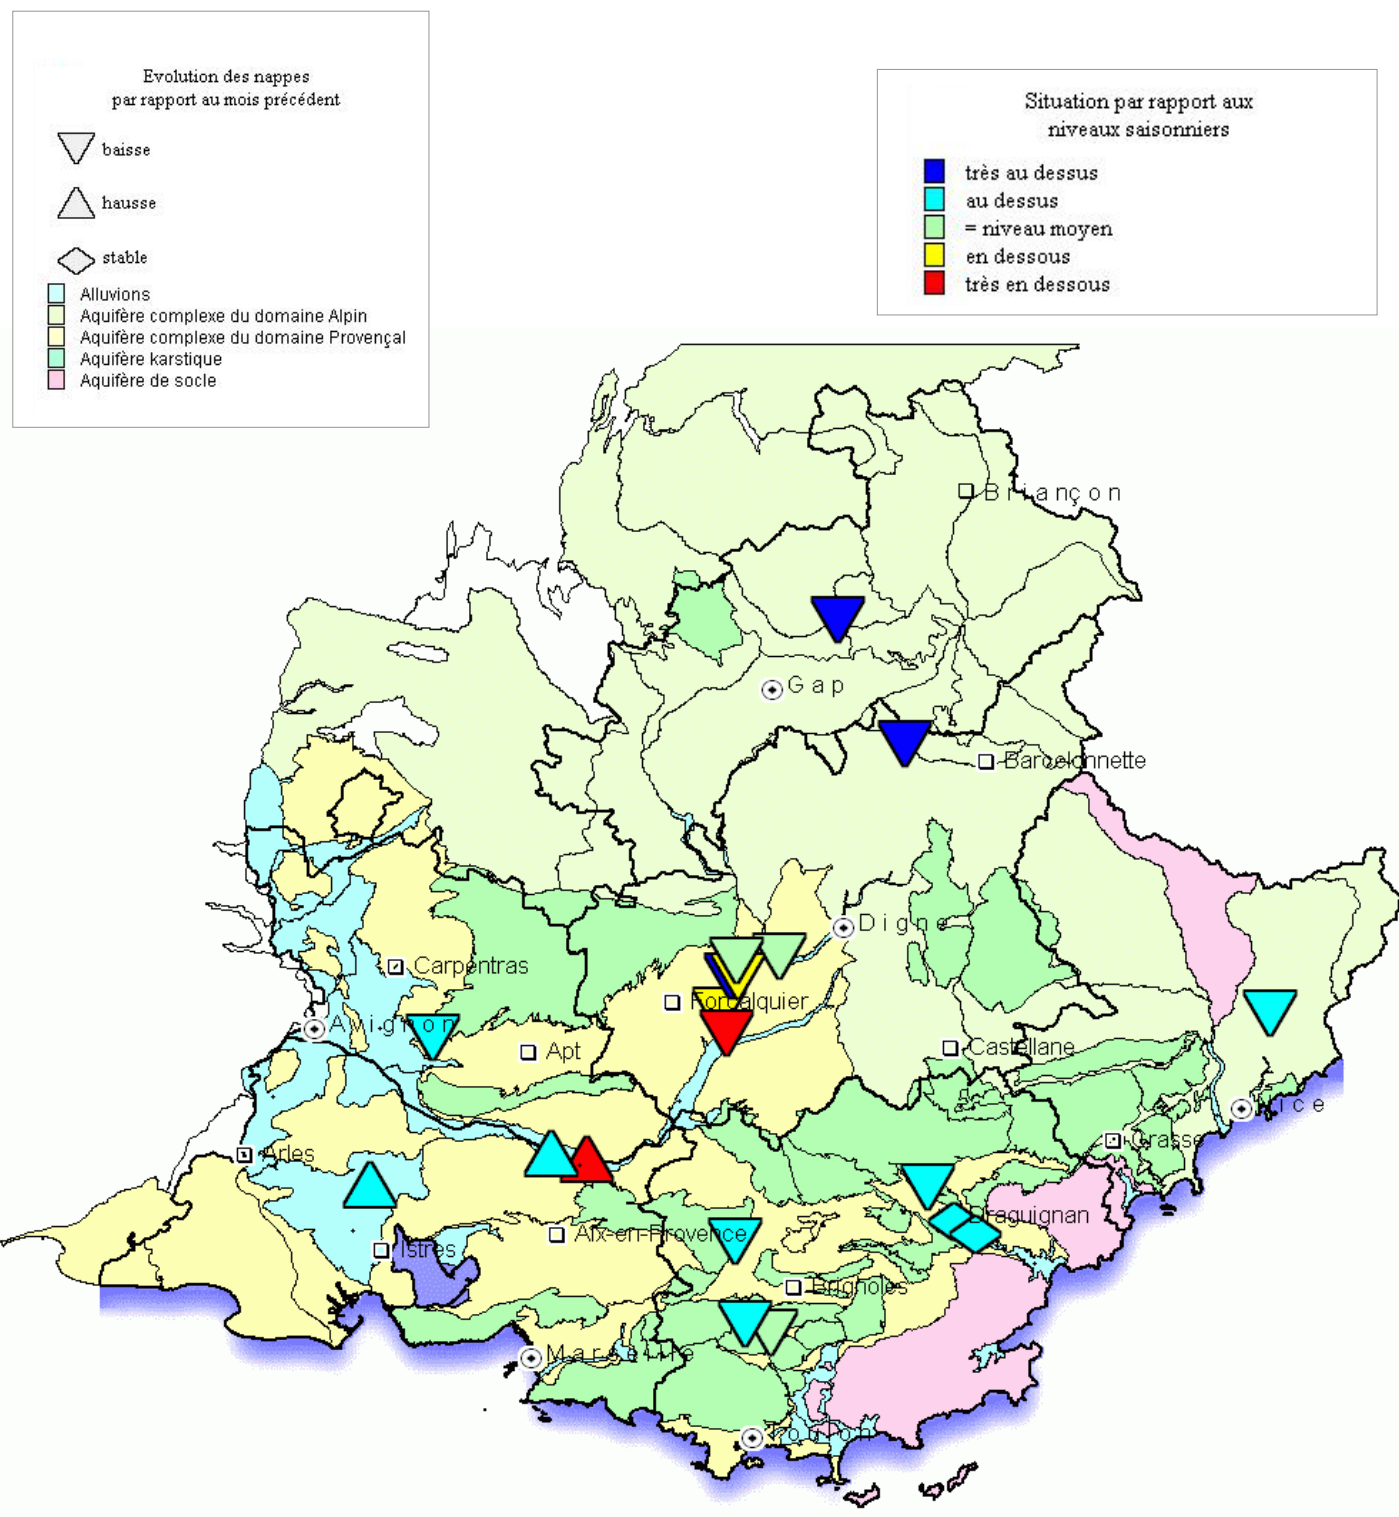 Evolution des nappes
par rapport au mois précédent
baisse
hausse
stable
Alluvions
Aquifère complexe du domaine Alpin
Aquifère complexe du domaine Provençal
Aquifère karstique
Aquifère de socle
Situation par rapport aux
niveaux saisonniers
très au dessus
au dessus
= niveau moyen
en dessous
très en dessous
Briançon
Gap
Barcelonnette
Digne
Carpentras
Forcalquier
Avignon
Apt
Castellane
Nice
Grasse
Arles
Draguignan
Aix-en-Provence
Istres
Brignoles
Marseille
Toulon